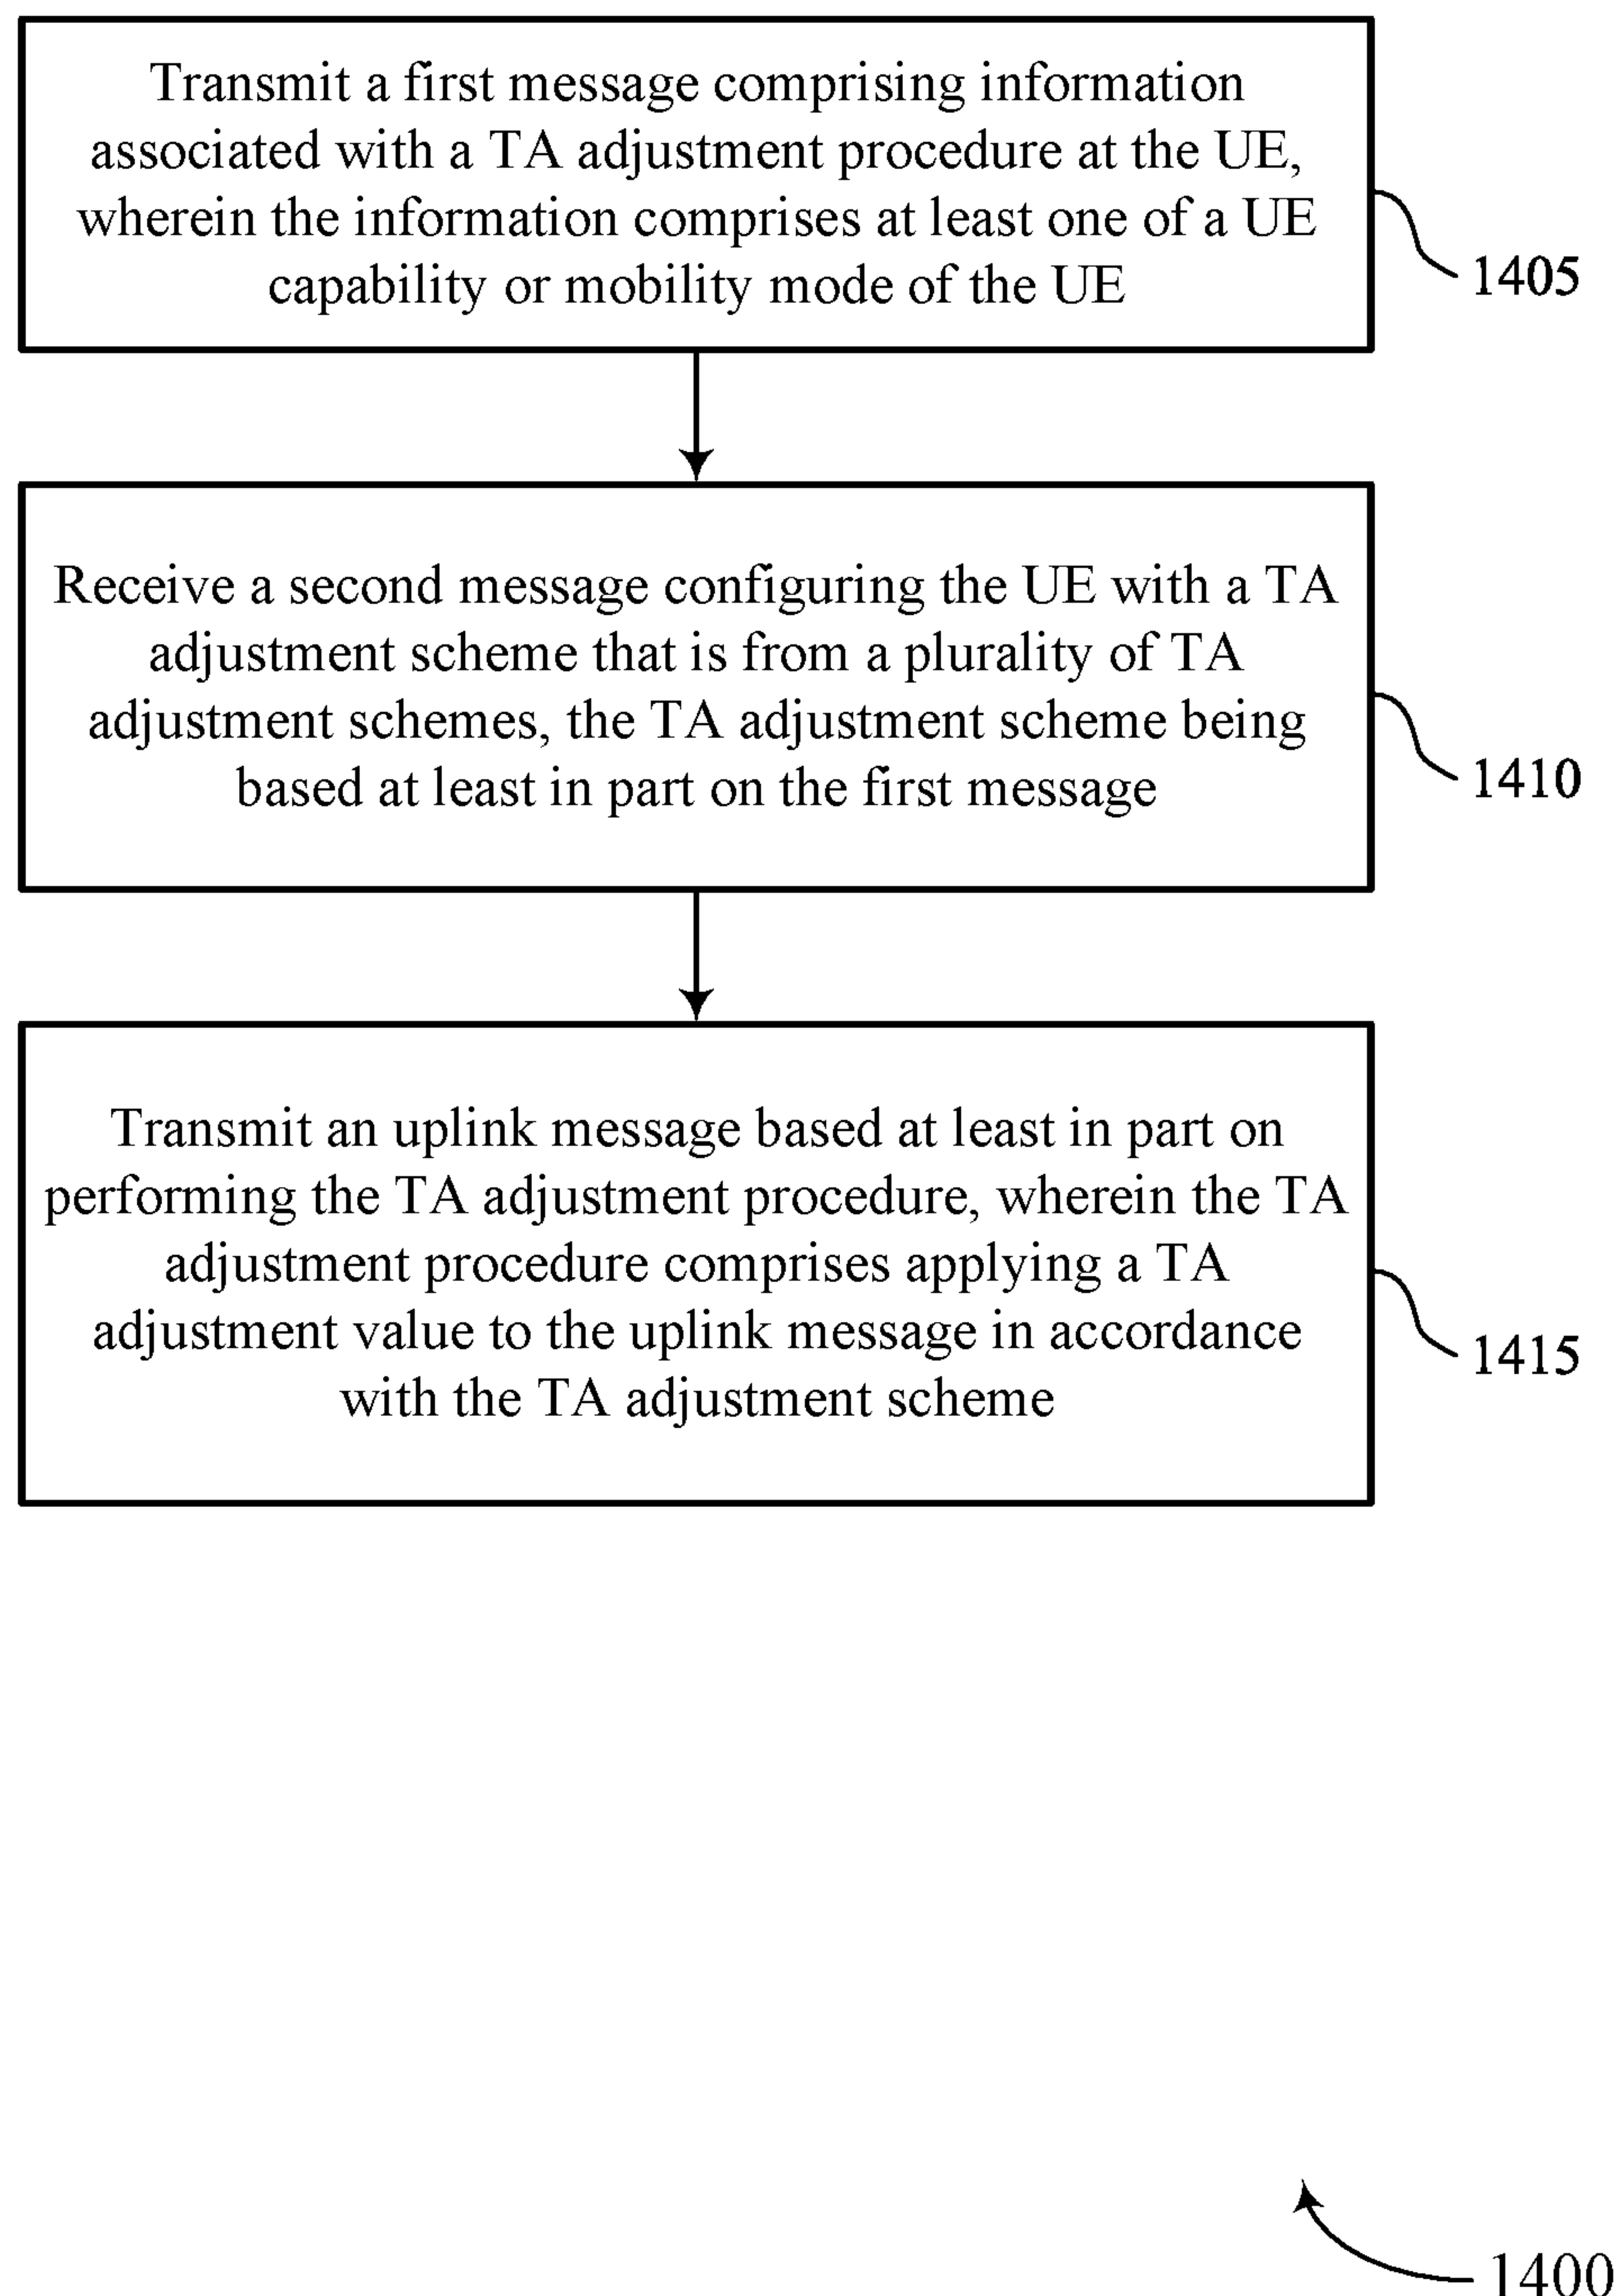 Transmit a first message comprising information
associated with a TA adjustment procedure at the UE,
wherein the information comprises at least one of a UE
capability or mobility mode of the UE
1405
Receive a second message configuring the UE with a TA
adjustment scheme that is from a plurality of TA
adjustment schemes, the TA adjustment scheme being
based at least in part on the first message
1410
Transmit an uplink message based at least in part on
performing the TA adjustment procedure, wherein the TA
adjustment procedure comprises applying a TA
adjustment value to the uplink message in accordance
with the TA adjustment scheme
1415
1400